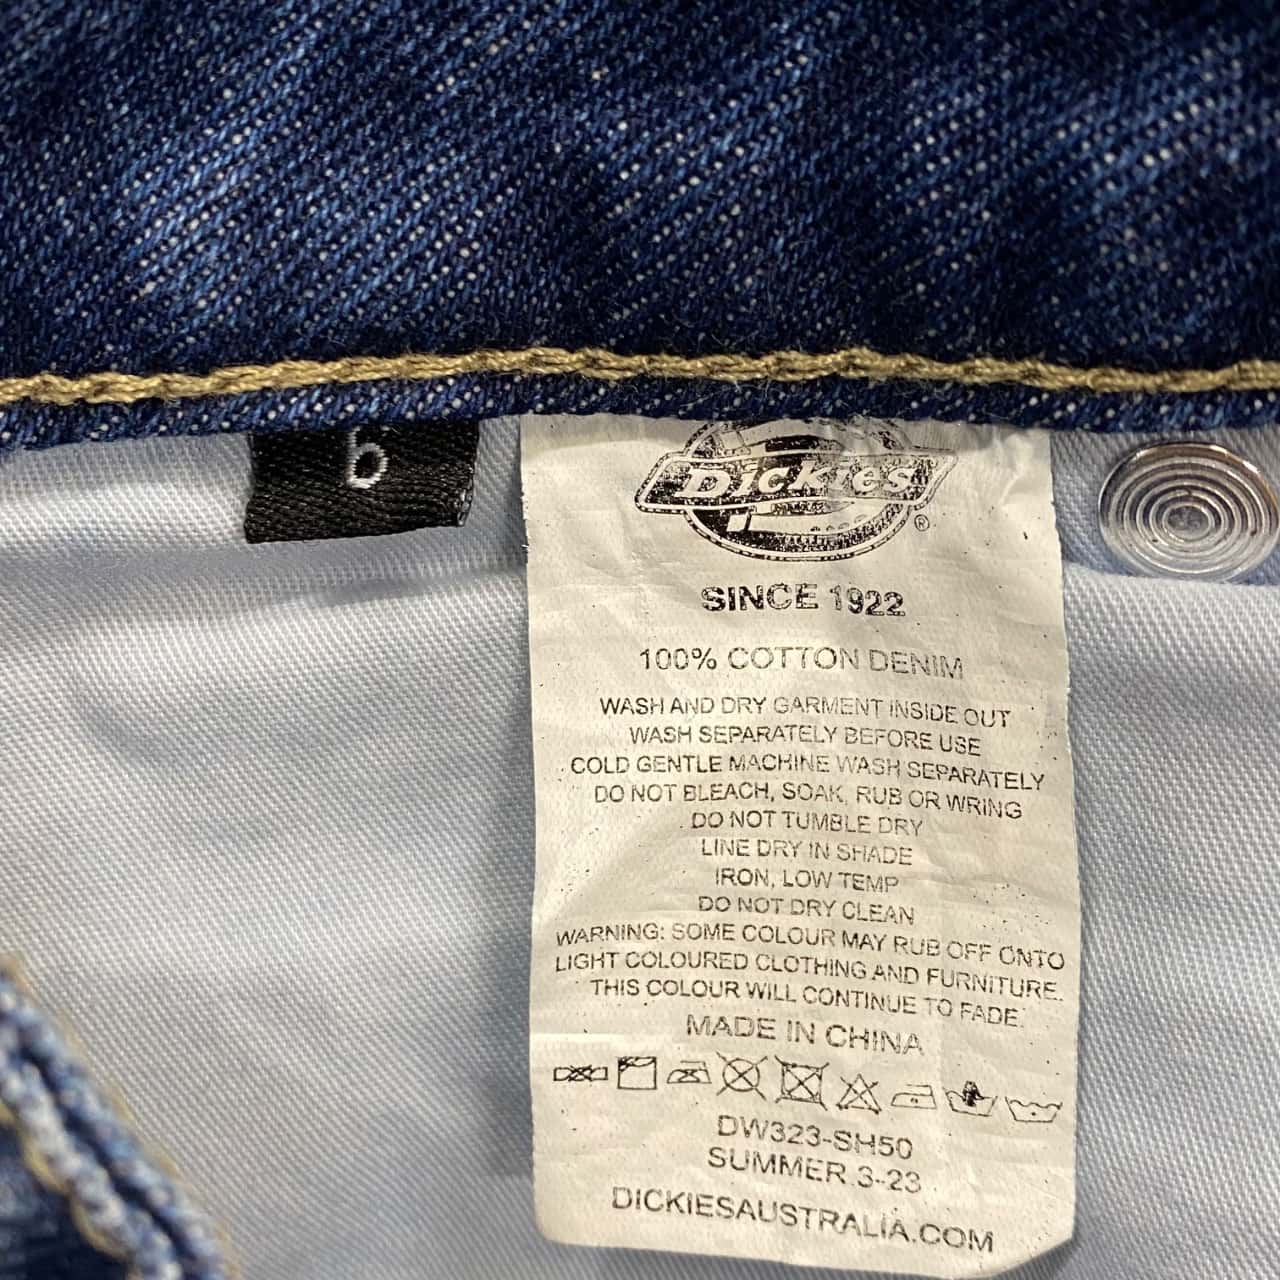 6
Dickies
®
SINCE 1922
100% COTTON DENIM
WASH AND DRY GARMENT INSIDE OUT
WASH SEPARATELY BEFORE USE
COLD GENTLE MACHINE WASH SEPARATELY
DO NOT BLEACH, SOAK, RUB OR WRING
DO NOT TUMBLE DRY
LINE DRY IN SHADE
IRON, LOW TEMP
DO NOT DRY CLEAN
WARNING: SOME COLOUR MAY RUB OFF ONTO
LIGHT COLOURED CLOTHING AND FURNITURE.
THIS COLOUR WILL CONTINUE TO FADE.
MADE IN CHINA
DW323-SH50
SUMMER 3-23
DICKIESAUSTRALIA.COM